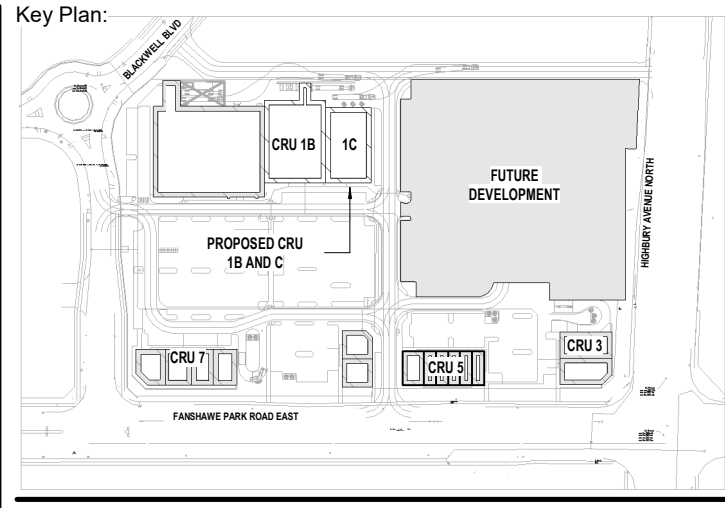 Key Plan:
BLACKWELL BLVD
CRU 1B
1C
FUTURE
DEVELOPMENT
HIGHBURY AVENUE NORTH
PROPOSED CRU
1B AND C
CRU 7
CRU 5
CRU 3
FANSHAWE PARK ROAD EAST